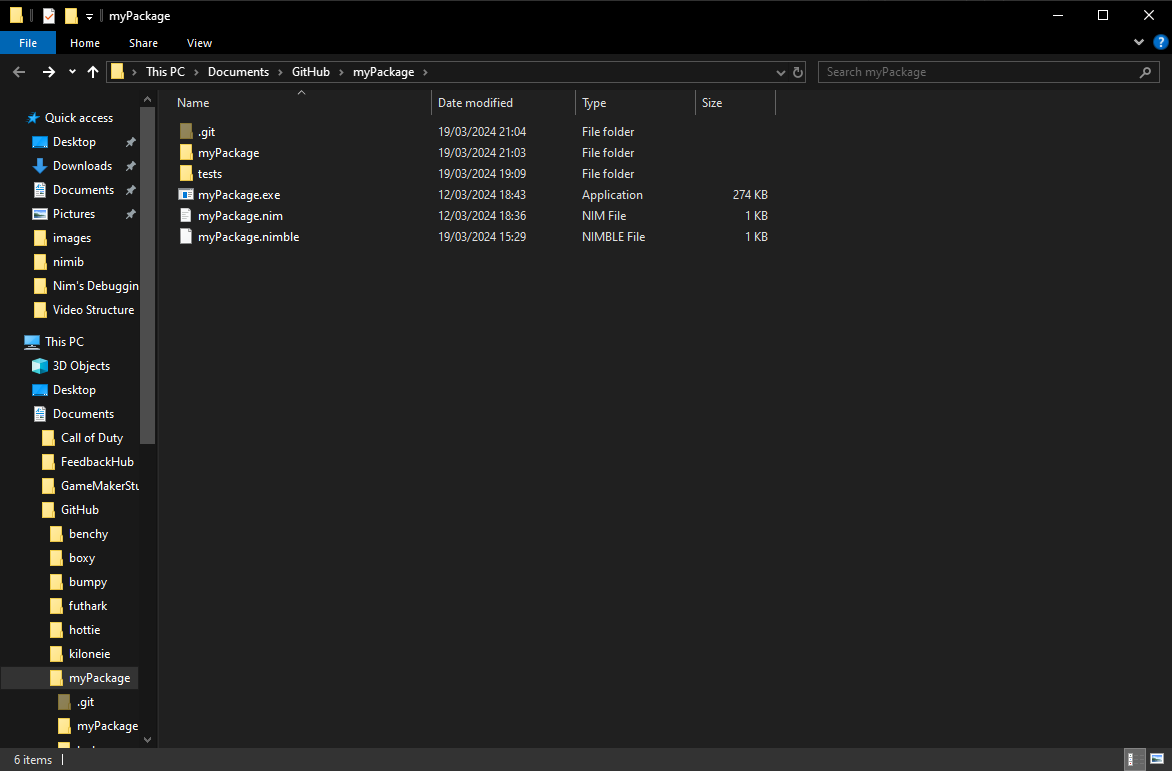 myPackage
File Home Share View ?
This PC Documents GitHub myPackage Search myPackage
Name Date modified Type Size
.git 19/03/2024 21:04 File folder
myPackage 19/03/2024 21:03 File folder
tests 19/03/2024 19:09 File folder
myPackage.exe 12/03/2024 18:43 Application 274 KB
myPackage.nim 12/03/2024 18:36 NIM File 1 KB
myPackage.nimble 19/03/2024 15:29 NIMBLE File 1 KB
Quick access
Desktop
Downloads
Documents
Pictures
images
nimib
Nim's Debuggin
Video Structure
This PC
3D Objects
Desktop
Documents
Call of Duty
FeedbackHub
GameMakerStu
GitHub
benchy
boxy
bumpy
futhark
hottie
kiloneie
myPackage
.git
myPackage
6 items